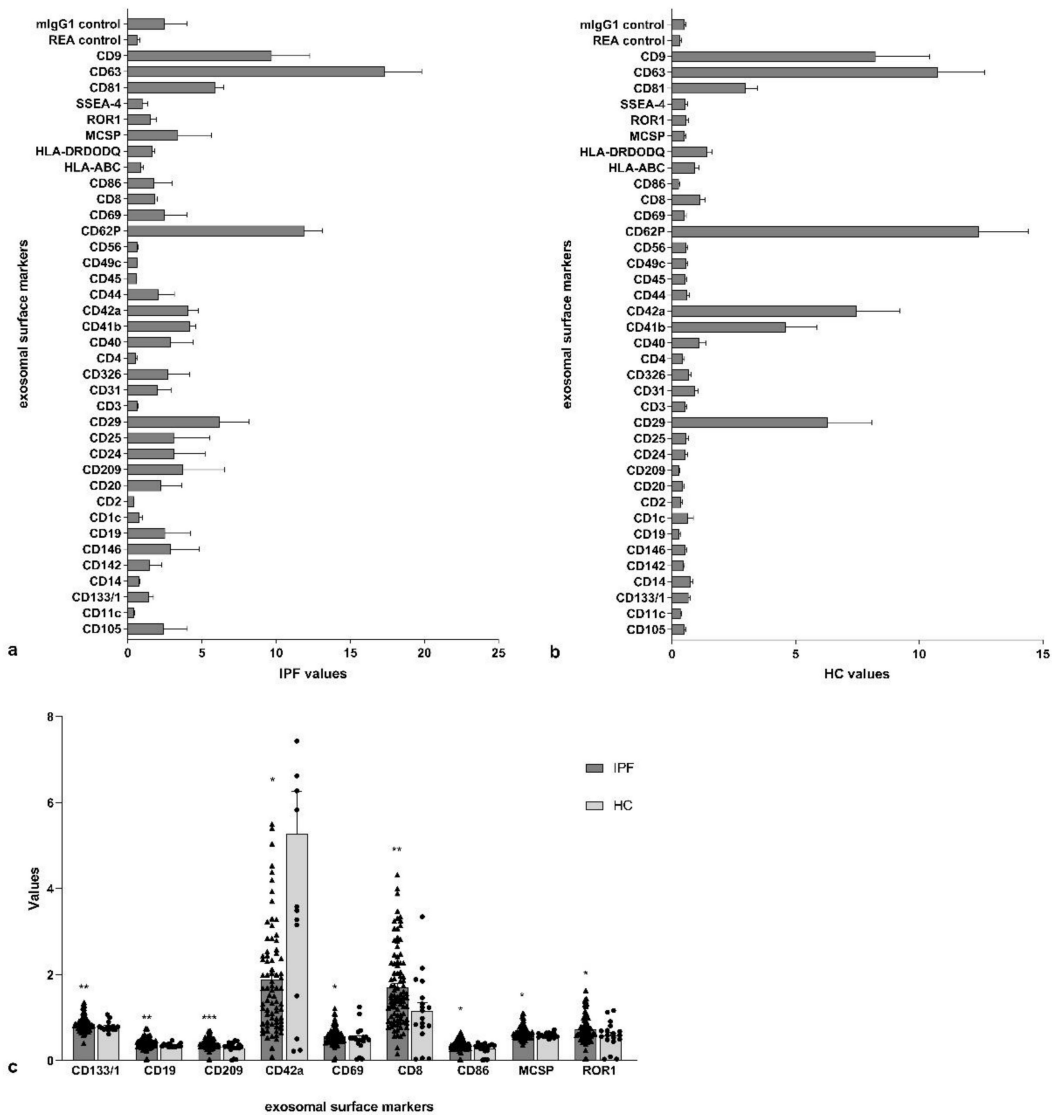 mIgG1 control
REA control
CD9
CD63
CD81
SSEA-4
ROR1
MCSP
HLA-DRDODQ
HLA-ABC
CD86
CD8
CD69
CD62P
CD56
CD49c
CD45
CD44
CD42a
CD41b
CD40
CD4
CD326
CD31
CD3
CD29
CD25
CD24
CD209
CD20
CD2
CD1c
CD19
CD146
CD142
CD14
CD133/1
CD11c
CD105
exosomal surface markers
0 5 10 15 20 25
IPF values
a
mIgG1 control
REA control
CD9
CD63
CD81
SSEA-4
ROR1
MCSP
HLA-DRDODQ
HLA-ABC
CD86
CD8
CD69
CD62P
CD56
CD49c
CD45
CD44
CD42a
CD41b
CD40
CD4
CD326
CD31
CD3
CD29
CD25
CD24
CD209
CD20
CD2
CD1c
CD19
CD146
CD142
CD14
CD133/1
CD11c
CD105
exosomal surface markers
0 5 10 15
HC values
b
8
6
4
2
0
Values
IPF
HC
** ** *** * * ** * * *
CD133/1 CD19 CD209 CD42a CD69 CD8 CD86 MCSP ROR1
exosomal surface markers
c